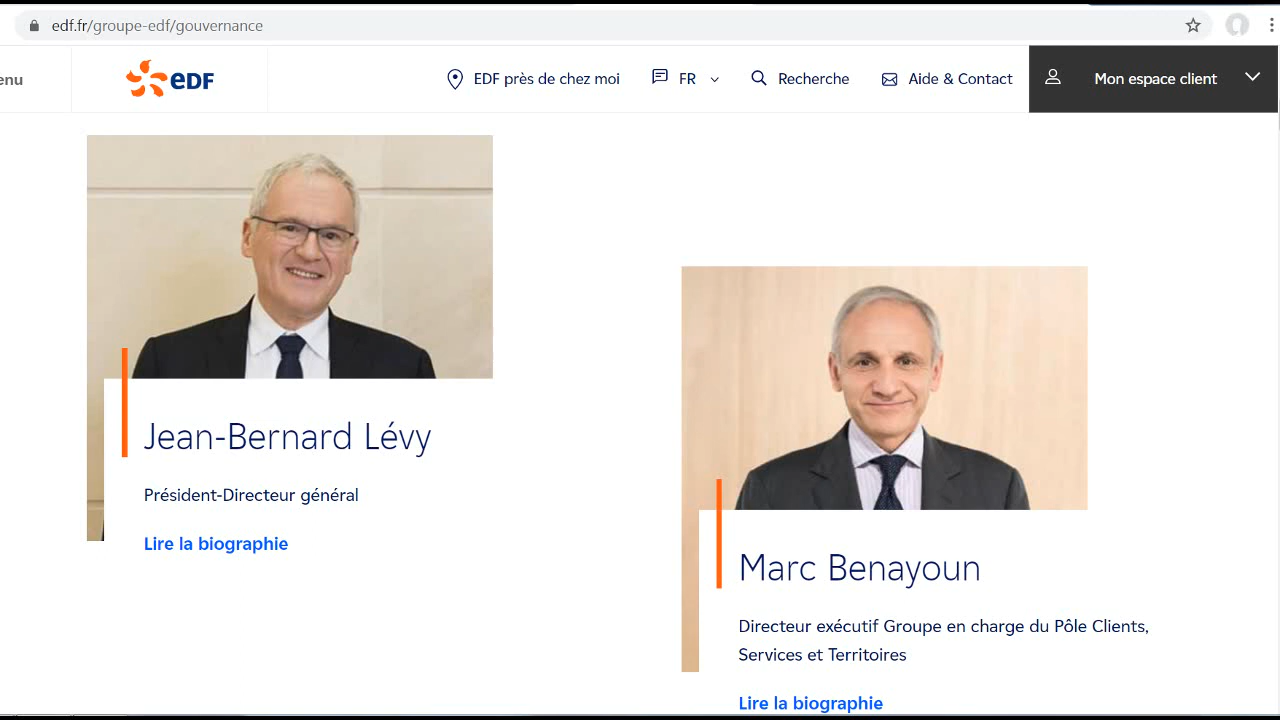 edf.fr/groupe-edf/gouvernance
enu
eDF
EDF près de chez moi
FR
Recherche
Aide & Contact
Mon espace client
Jean-Bernard Lévy
Président-Directeur général
Lire la biographie
Marc Benayoun
Directeur exécutif Groupe en charge du Pôle Clients,
Services et Territoires
Lire la biographie